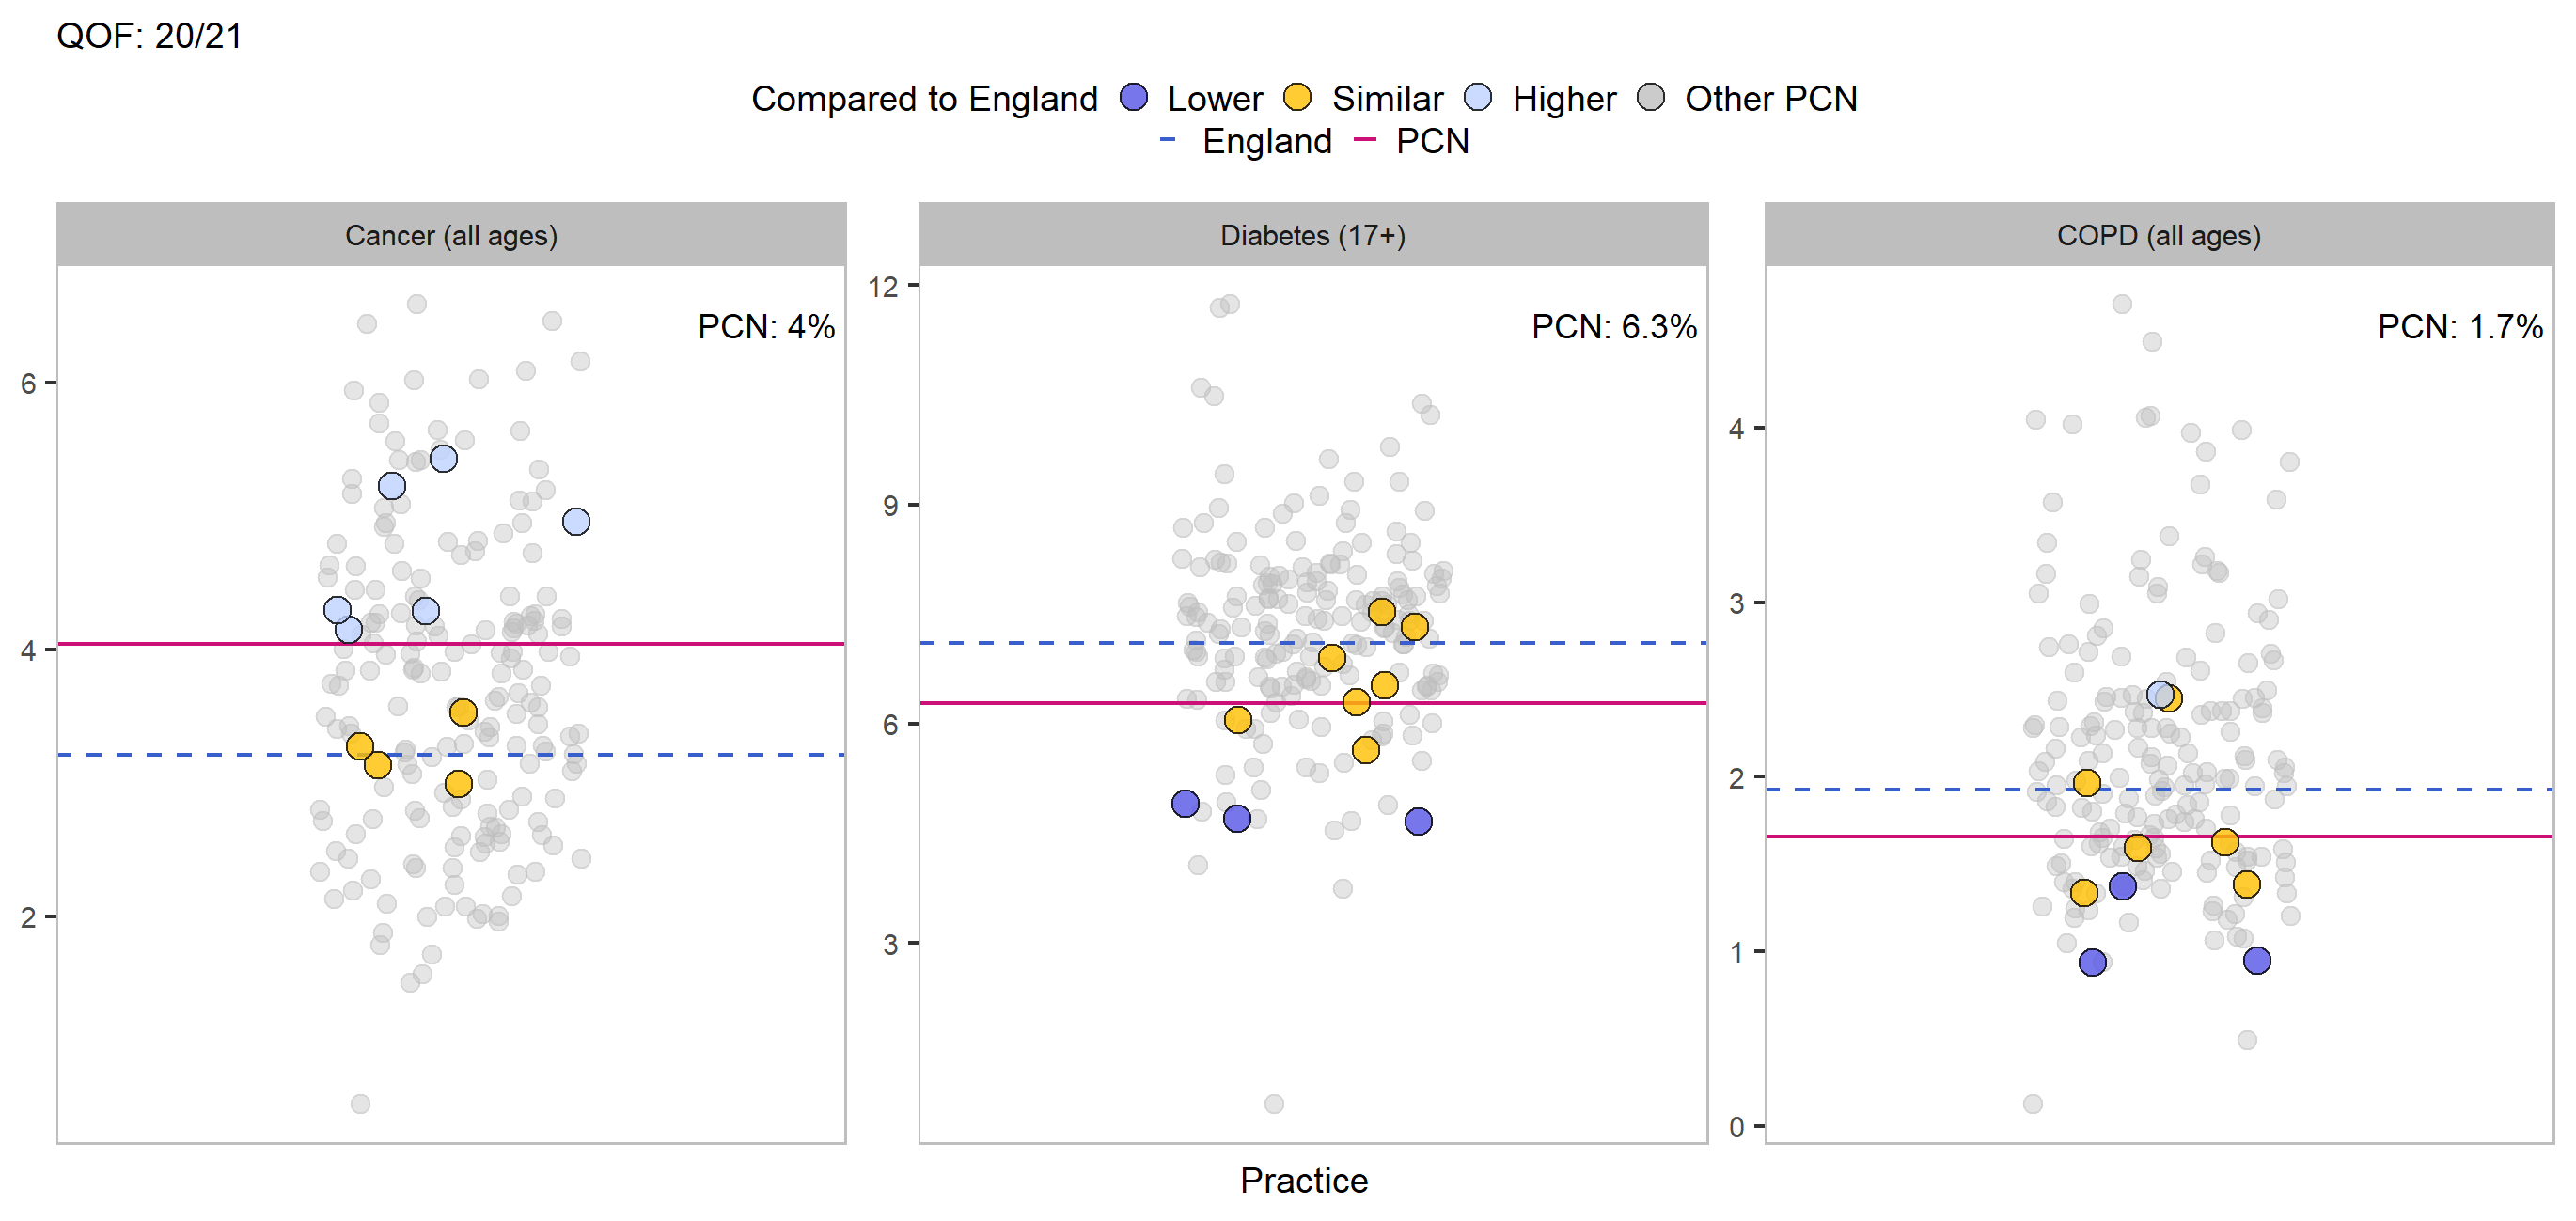 QOF: 20/21
Compared to England Lower Similar Higher Other PCN
England PCN
Cancer (all ages)
PCN: 4%
6
4
2
Diabetes (17+)
PCN: 6.3%
12
9
6
3
COPD (all ages)
PCN: 1.7%
4
3
2
1
0
Practice